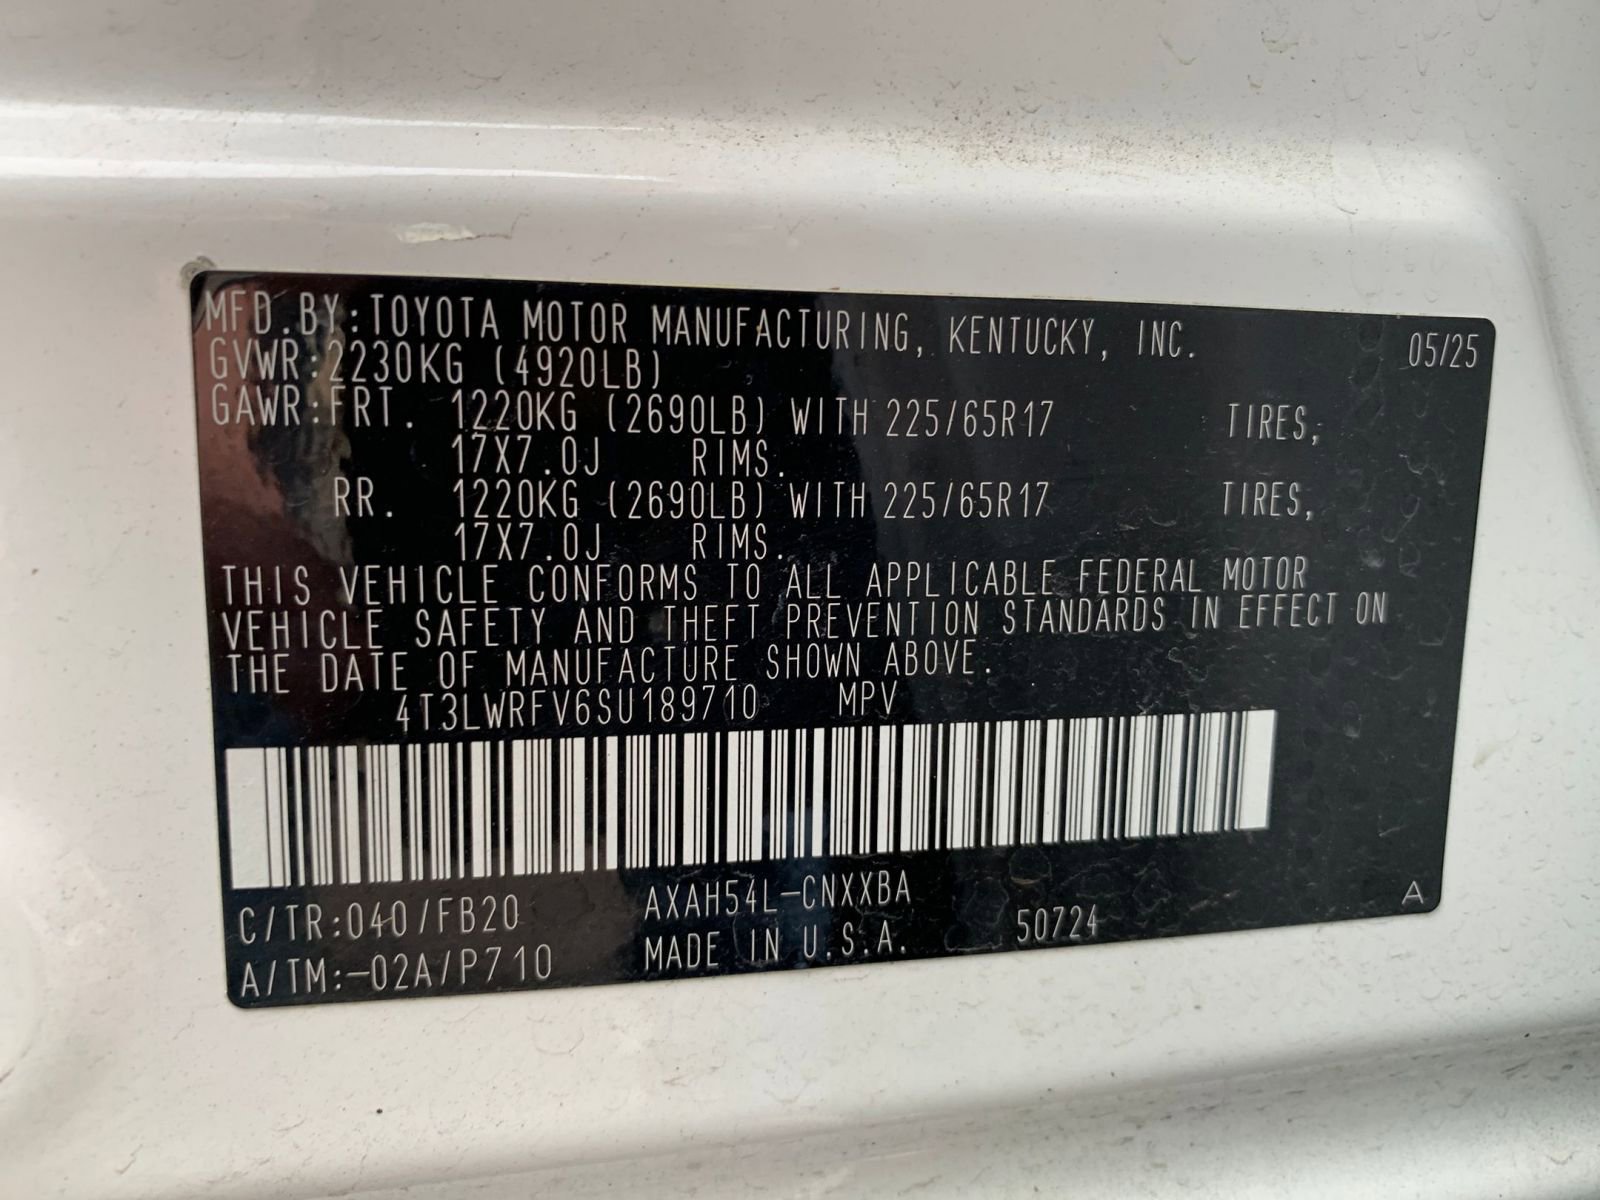 MFD.BY:TOYOTA MOTOR MANUFACTURING, KENTUCKY, INC. 05/25
GVWR:2230KG (4920LB)
GAWR:FRT. 1220KG (2690LB) WITH 225/65R17 TIRES,
17X7.0J RIMS.
RR. 1220KG (2690LB) WITH 225/65R17 TIRES,
17X7.0J RIMS.
THIS VEHICLE CONFORMS TO ALL APPLICABLE FEDERAL MOTOR
VEHICLE SAFETY AND THEFT PREVENTION STANDARDS IN EFFECT ON
THE DATE OF MANUFACTURE SHOWN ABOVE.
4T3LWRFV6SU189710 MPV
C/TR:040/FB20 AXAH54L-CNXXBA A
A/TM:-02A/P710 MADE IN U.S.A. 50724